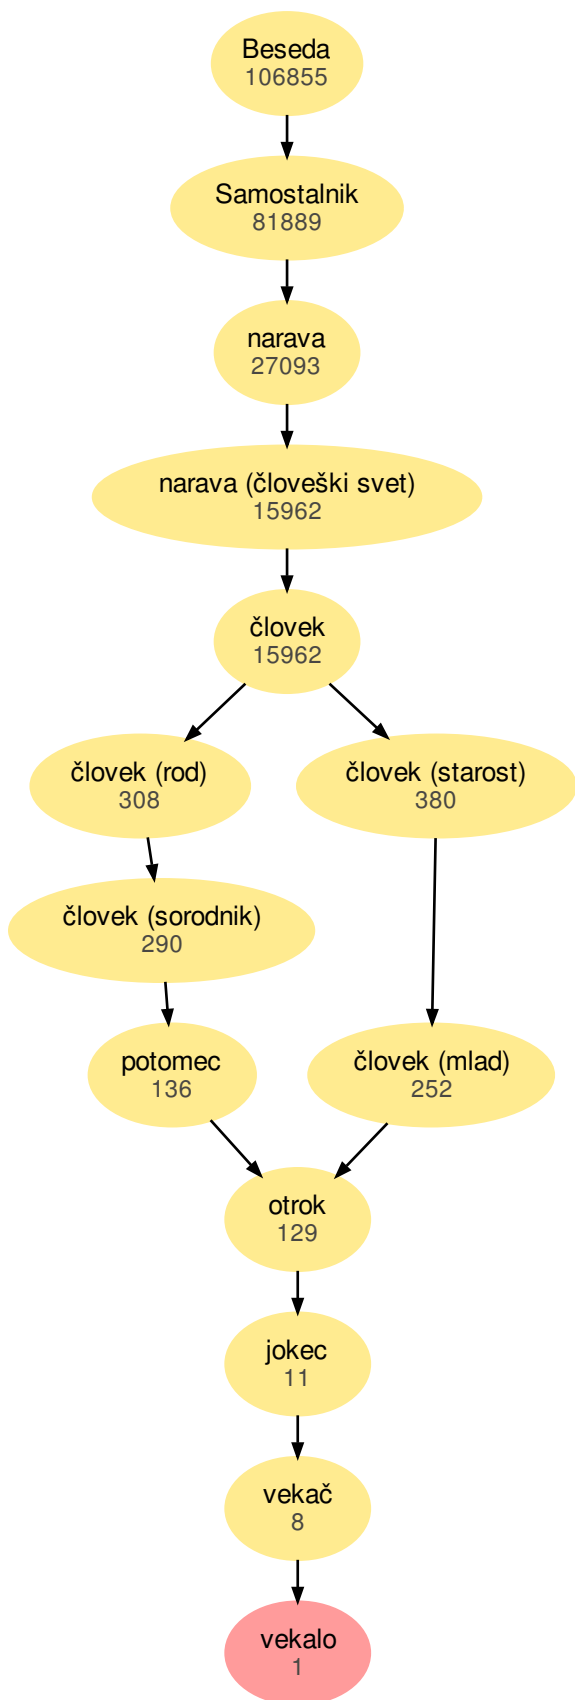 Beseda
106855
Samostalnik
81889
narava
27093
narava (človeški svet)
15962
človek
15962
človek (rod)
308
človek (starost)
380
človek (sorodnik)
290
potomec
136
človek (mlad)
252
otrok
129
jokec
11
vekač
8
vekalo
1